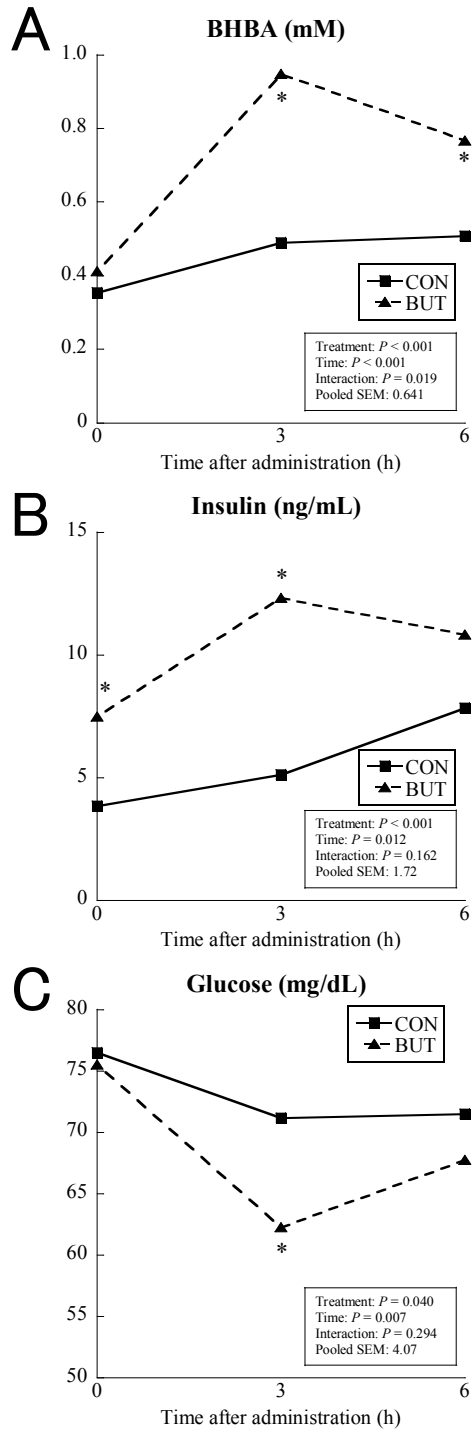 A
BHBA (mM)
1.0
0.8
0.6
0.4
0.2
0
*
*
CON
BUT
Treatment: P < 0.001
Time: P < 0.001
Interaction: P = 0.019
Pooled SEM: 0.641
0 3 6
Time after administration (h)
B
Insulin (ng/mL)
15
10
5
0
*
*
CON
BUT
Treatment: P < 0.001
Time: P = 0.012
Interaction: P = 0.162
Pooled SEM: 1.72
0 3 6
Time after administration (h)
C
Glucose (mg/dL)
80
75
70
65
60
55
50
CON
BUT
*
Treatment: P = 0.040
Time: P = 0.007
Interaction: P = 0.294
Pooled SEM: 4.07
0 3 6
Time after administration (h)